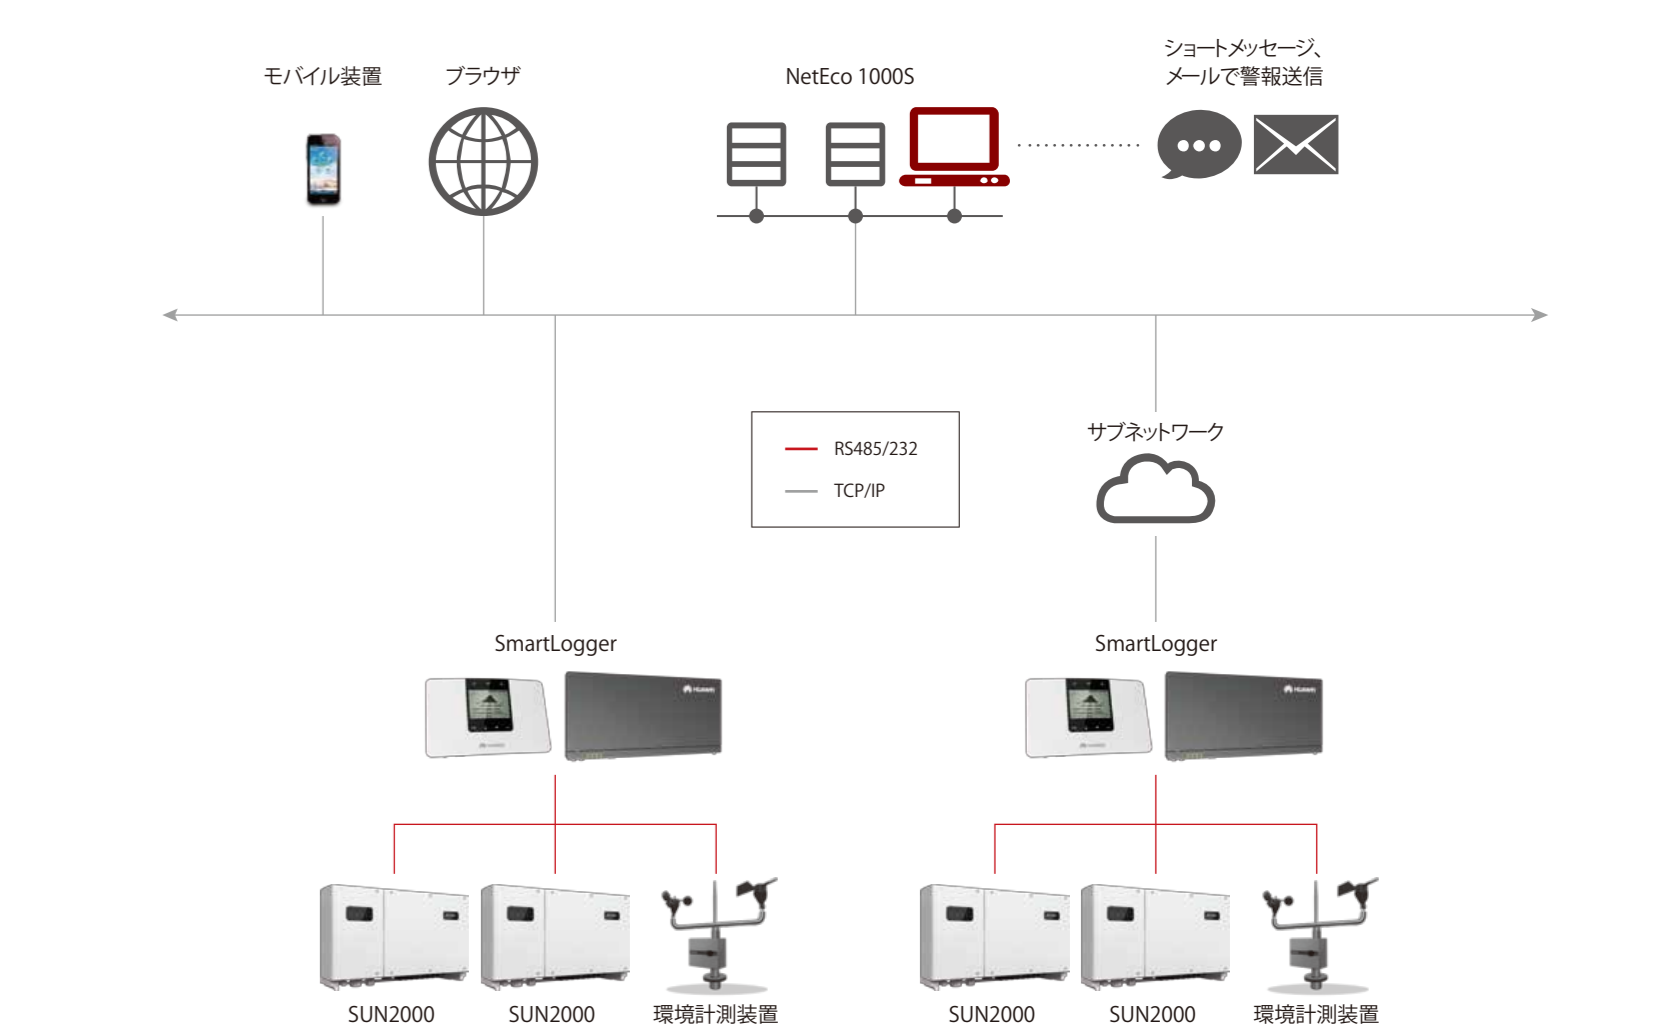 モバイル装置
ブラウザ
NetEco 1000S
ショートメッセージ、
メールで警報送信
RS485/232
TCP/IP
サブネットワーク
SmartLogger
SmartLogger
HUAWEI
HUAWEI
SUN2000
SUN2000
環境計測装置
SUN2000
SUN2000
環境計測装置